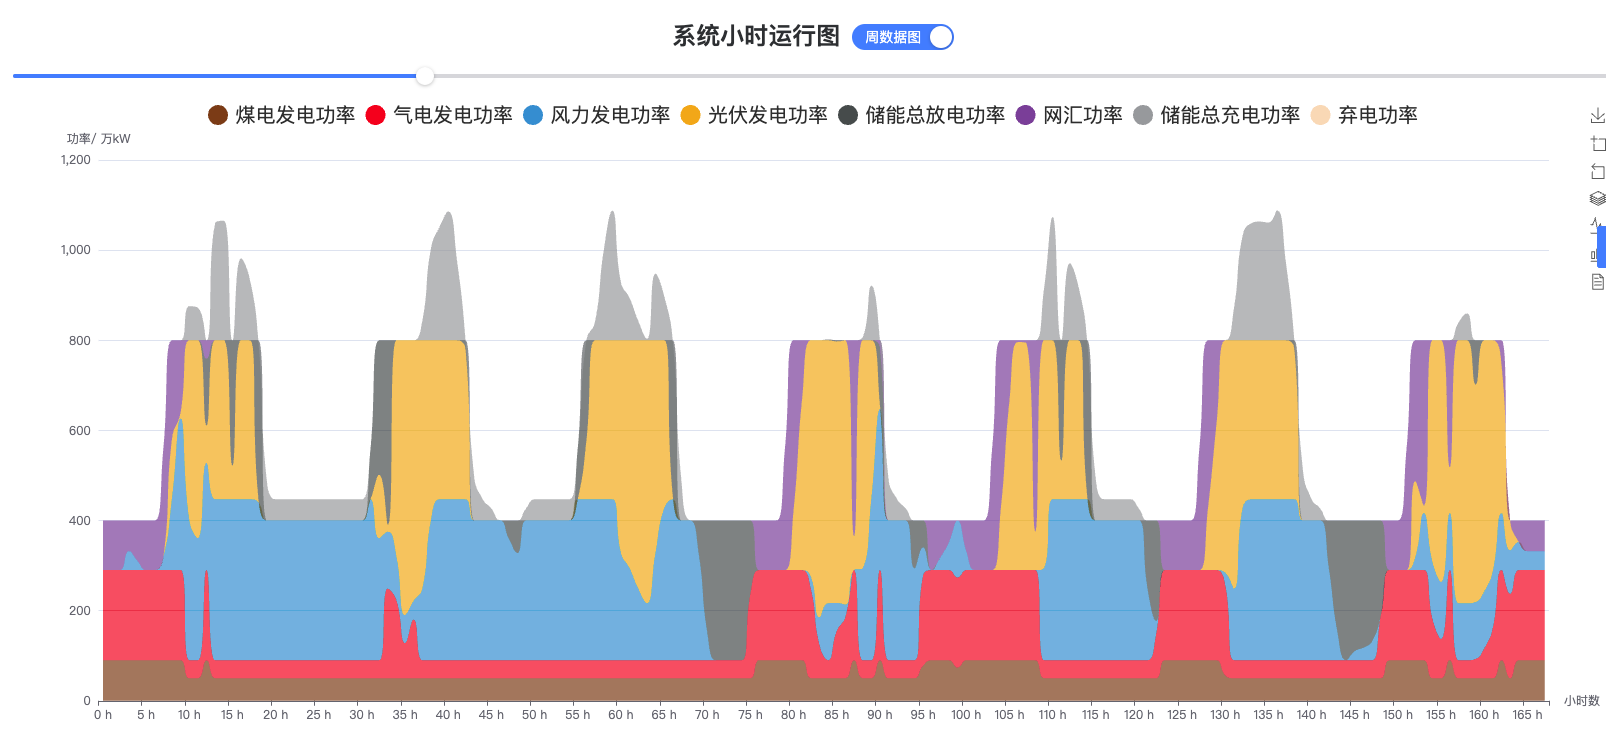 系统小时运行图 周数据图
煤电发电功率 气电发电功率 风力发电功率 光伏发电功率 储能总放电功率 网汇功率 储能总充电功率 弃电功率
功率/ 万kW
1,200
1,000
800
600
400
200
0
0 h 5 h 10 h 15 h 20 h 25 h 30 h 35 h 40 h 45 h 50 h 55 h 60 h 65 h 70 h 75 h 80 h 85 h 90 h 95 h 100 h 105 h 110 h 115 h 120 h 125 h 130 h 135 h 140 h 145 h 150 h 155 h 160 h 165 h 小时数